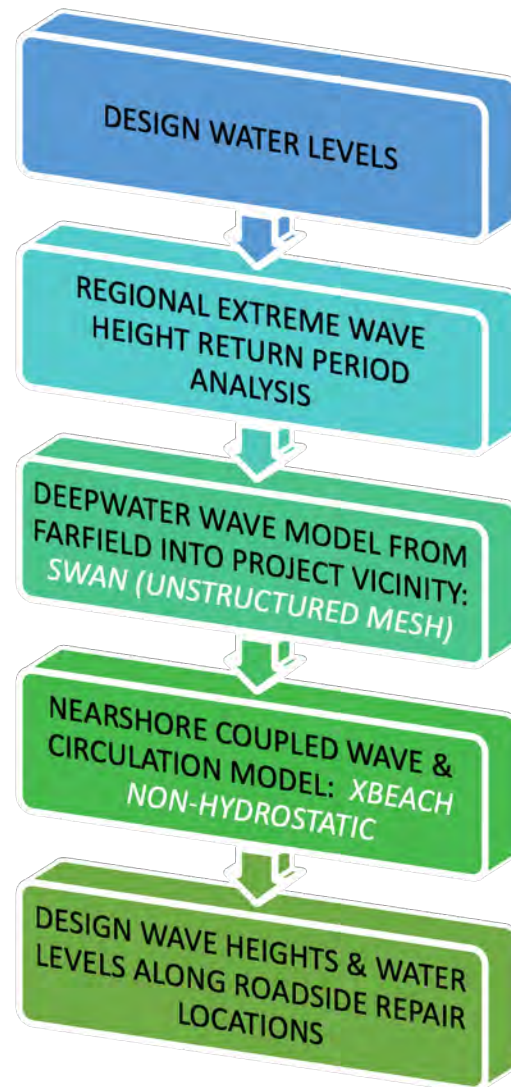 DESIGN WATER LEVELS
REGIONAL EXTREME WAVE
HEIGHT RETURN PERIOD
ANALYSIS
DEEPWATER WAVE MODEL FROM
FARFIELD INTO PROJECT VICINITY:
SWAN (UNSTRUCTURED MESH)
NEARSHORE COUPLED WAVE &
CIRCULATION MODEL: XBEACH
NON-HYDROSTATIC
DESIGN WAVE HEIGHTS & WATER
LEVELS ALONG ROADSIDE REPAIR
LOCATIONS